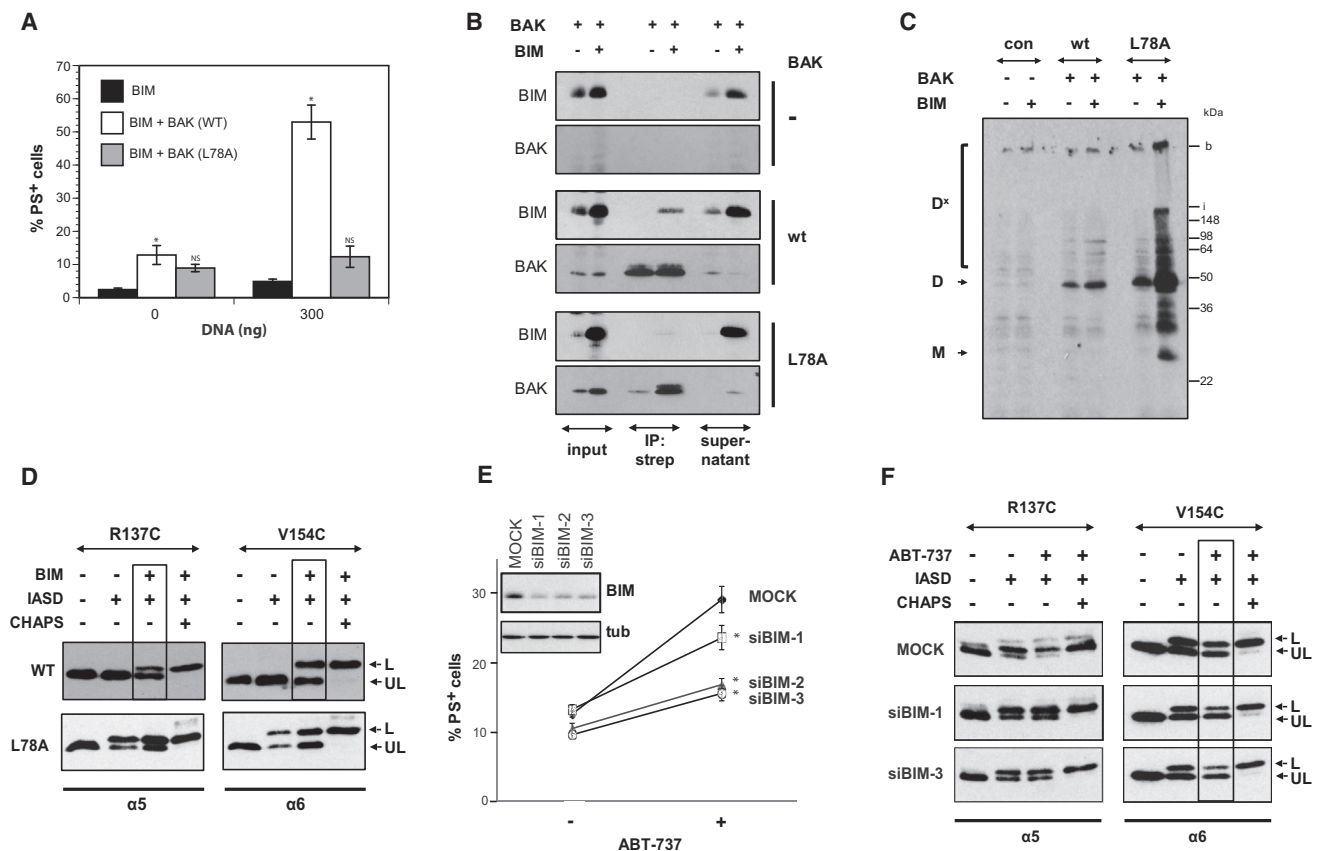 A
% PS+ cells
70
60
50
40
30
20
10
0
BIM
BIM + BAK (WT)
BIM + BAK (L78A)
* NS * NS
0 300
DNA (ng)
B
BAK + + + + + +
BIM - + - + - +
BAK
BIM
BAK
-
BIM
BAK
wt
BIM
BAK
L78A
input
IP: strep
super-
natant
C
con wt L78A
BAK - - + + + +
BIM - + - + - +
kDa
b
i
148
98
64
50
36
22
Dx
D
M
D
R137C V154C
BIM - - + + - - + +
IASD - + + + - + + +
CHAPS - - - + - - - +
WT
L
UL
L78A
L
UL
α5 α6
E
MOCK
siBIM-1
siBIM-2
siBIM-3
BIM
tub
% PS+ cells
30
20
10
0
MOCK
* siBIM-1
* siBIM-2
* siBIM-3
- +
ABT-737
F
R137C V154C
ABT-737 - - + + - - + +
IASD - + + + - + + +
CHAPS - - - + - - - +
MOCK
L
UL
siBIM-1
L
UL
siBIM-3
L
UL
α5 α6